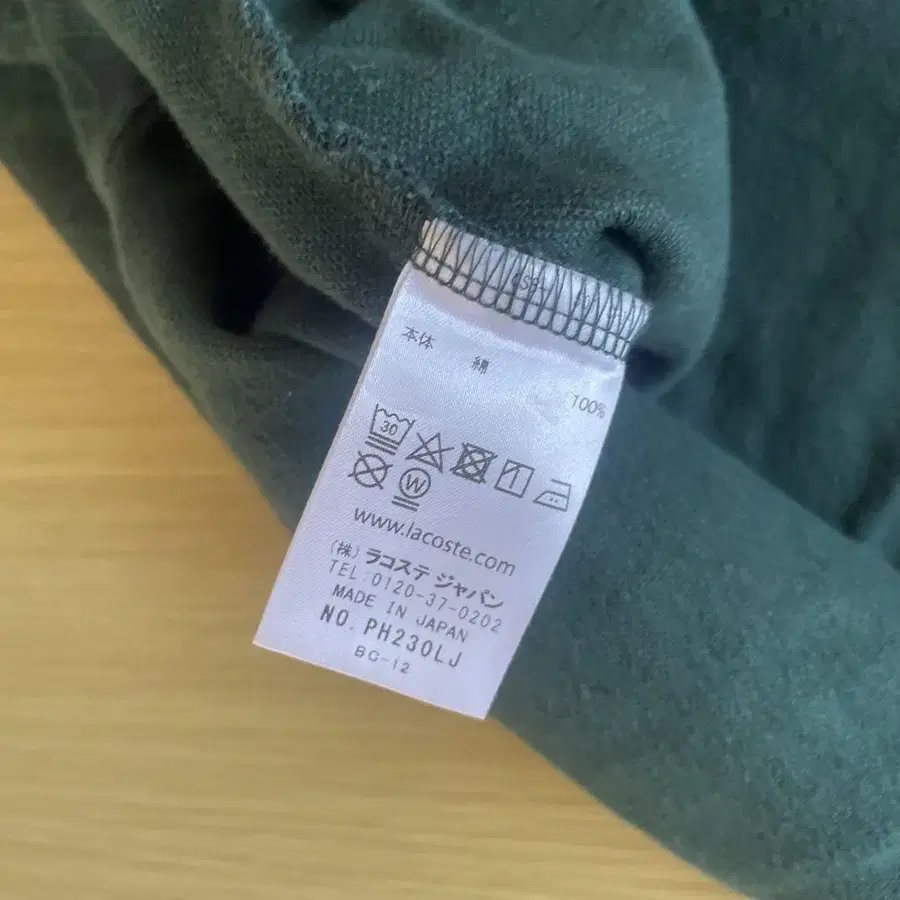 本体 綿 100%
30
W
www.lacoste.com
(株) ラコステ ジャパン
TEL:0120-37-0202
MADE IN JAPAN
NO. PH230LJ
BC-12